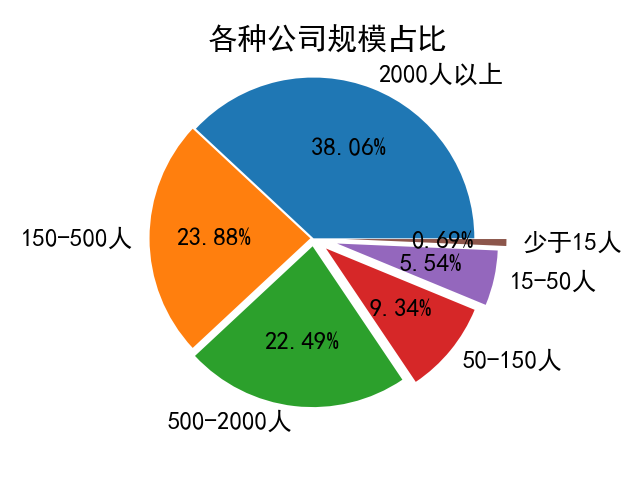 各种公司规模占比
2000人以上
38.06%
150-500人
23.88%
0.69%
少于15人
5.54%
15-50人
9.34%
50-150人
22.49%
500-2000人